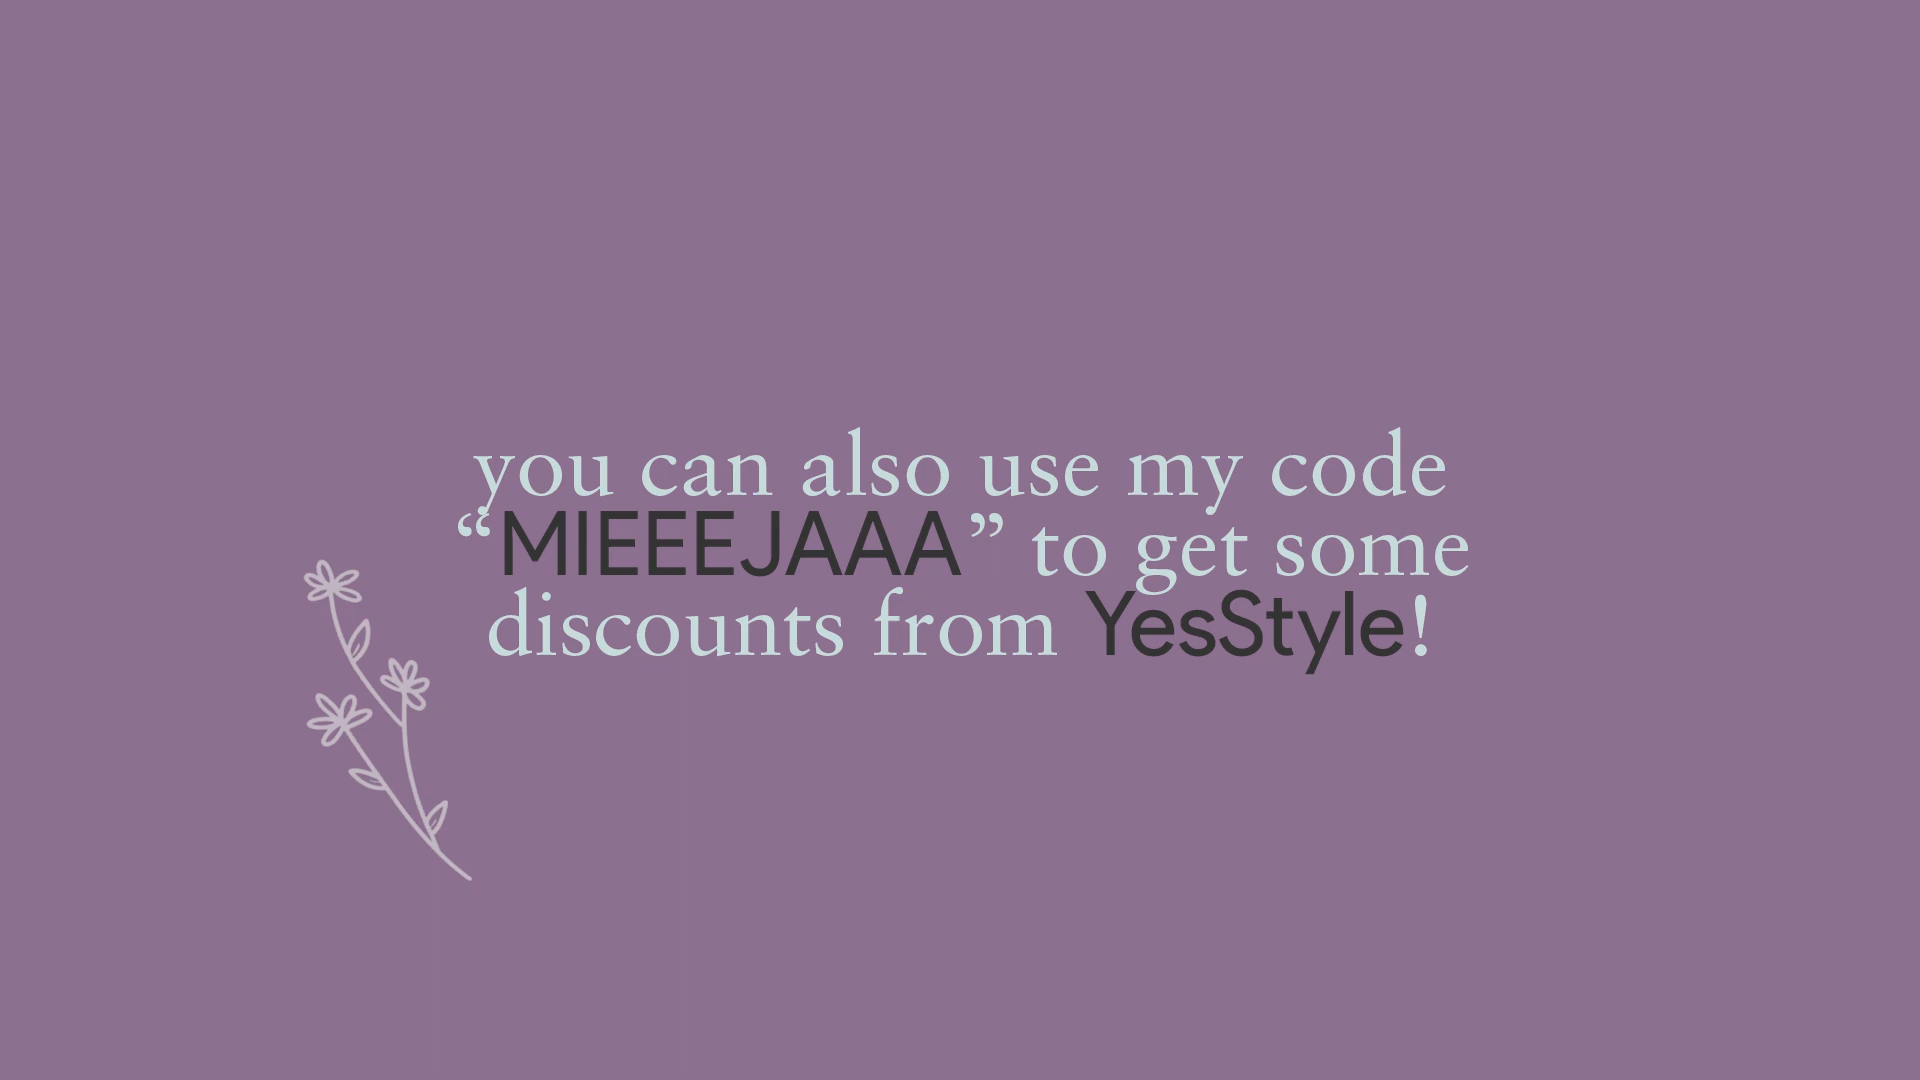 you can also use my code
“MIEEEJAAA” to get some
discounts from YesStyle!